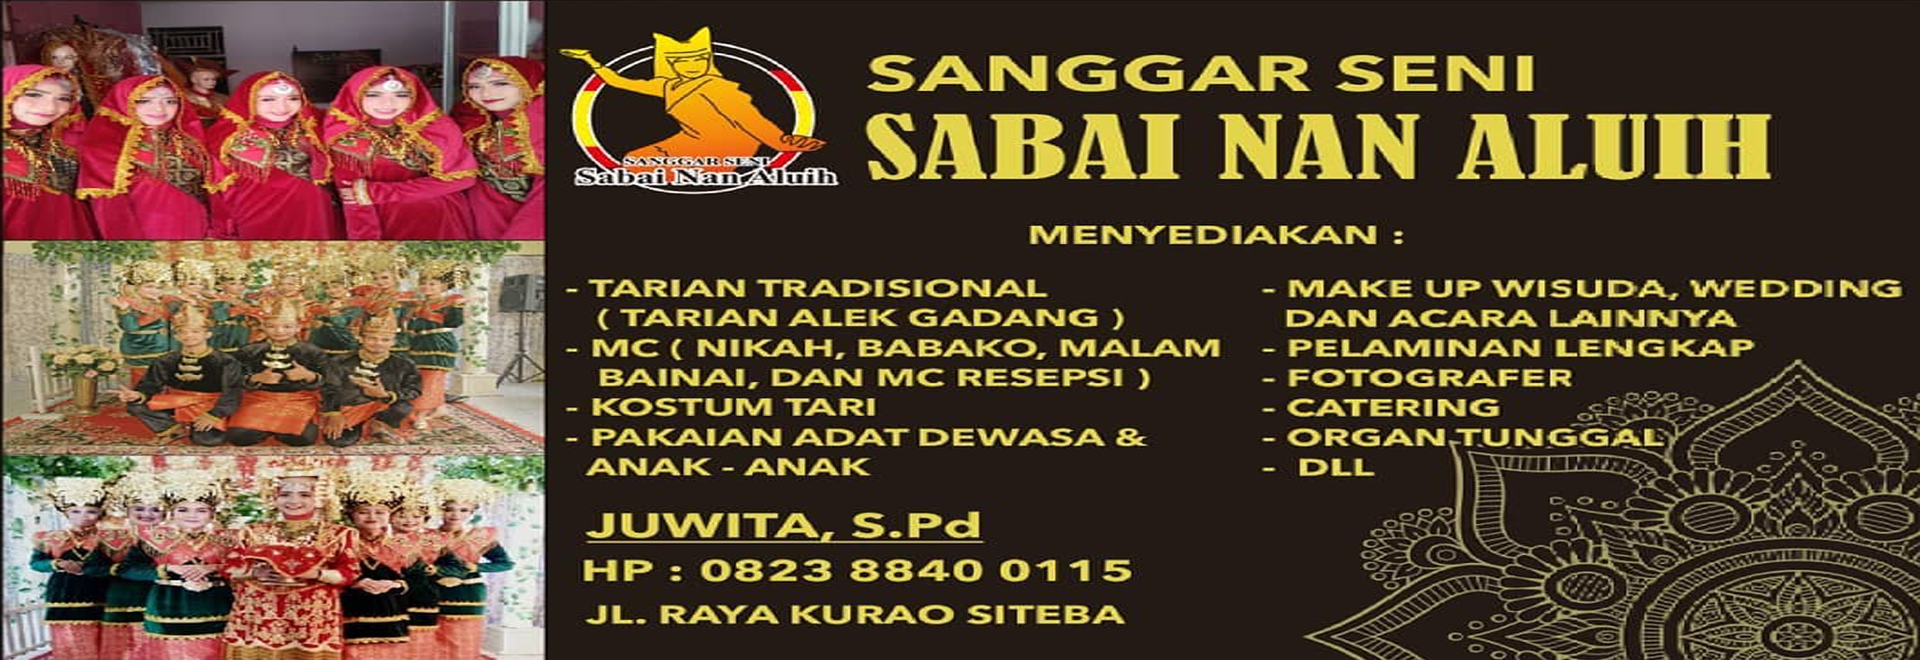 SANGGAR SENI
Sabai Nan Aluih
SANGGAR SENI
SABAI NAN ALUIH
MENYEDIAKAN :
- TARIAN TRADISIONAL
( TARIAN ALEK GADANG )
- MC ( NIKAH, BABAKO, MALAM
BAINAI, DAN MC RESEPSI )
- KOSTUM TARI
- PAKAIAN ADAT DEWASA &
ANAK - ANAK
- MAKE UP WISUDA, WEDDING
DAN ACARA LAINNYA
- PELAMINAN LENGKAP
- FOTOGRAFER
- CATERING
- ORGAN TUNGGAL
- DLL
JUWITA, S.Pd
HP : 0823 8840 0115
JL. RAYA KURAO SITEBA